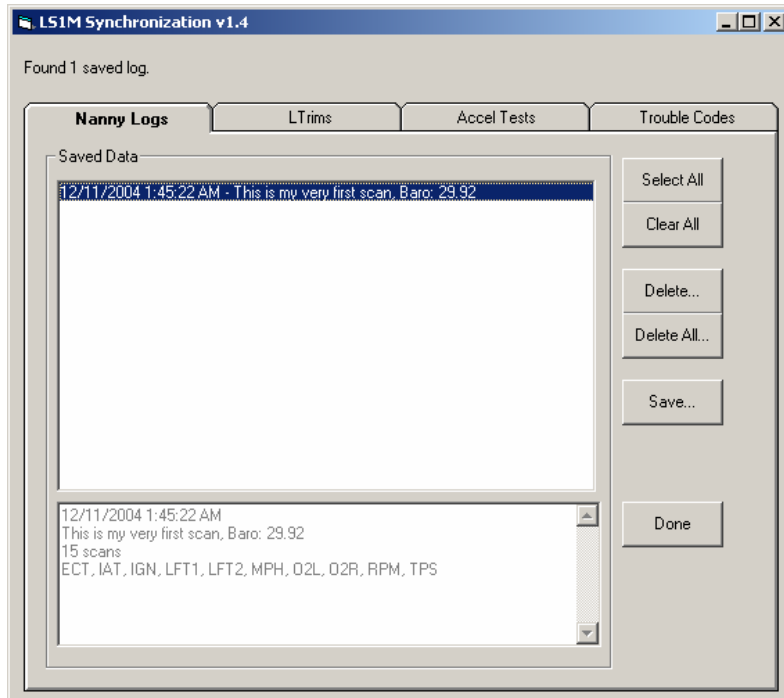 LS1M Synchronization v1.4
Found 1 saved log.
Nanny Logs
LTrims
Accel Tests
Trouble Codes
Saved Data
12/11/2004 1:45:22 AM - This is my very first scan, Baro: 29.92
Select All
Clear All
Delete...
Delete All...
Save...
12/11/2004 1:45:22 AM
This is my very first scan, Baro: 29.92
15 scans
ECT, IAT, IGN, LFT1, LFT2, MPH, O2L, O2R, RPM, TPS
Done